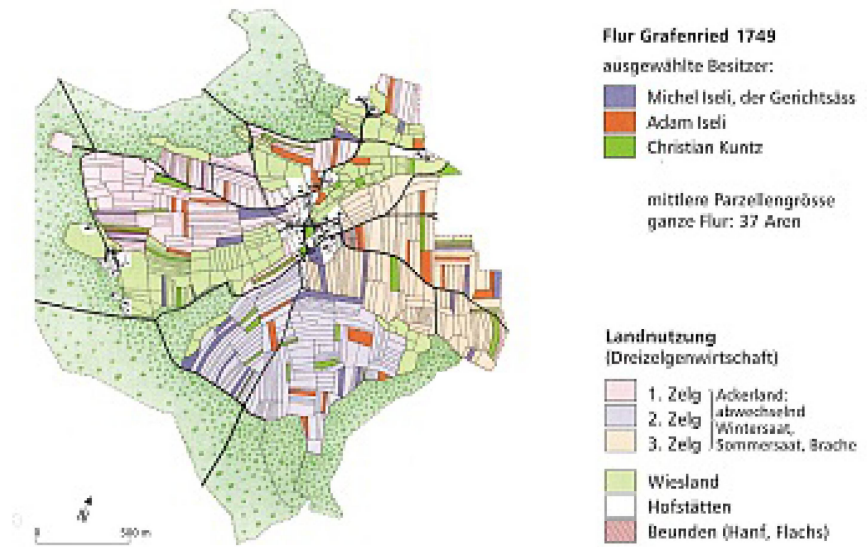 Flur Grafenried 1749
ausgewählte Besitzer:
Michel Iseli, der Gerichtsäss
Adam Iseli
Christian Kuntz
mittlere Parzellengrösse
ganze Flur: 37 Aren
Landnutzung
(Dreizelgenwirtschaft)
1. Zelg
2. Zelg
3. Zelg
Ackerland:
abwechselnd
Wintersaat,
Sommersaat, Brache
Wiesland
Hofstätten
Beunden (Hanf, Flachs)
N
0 500 m